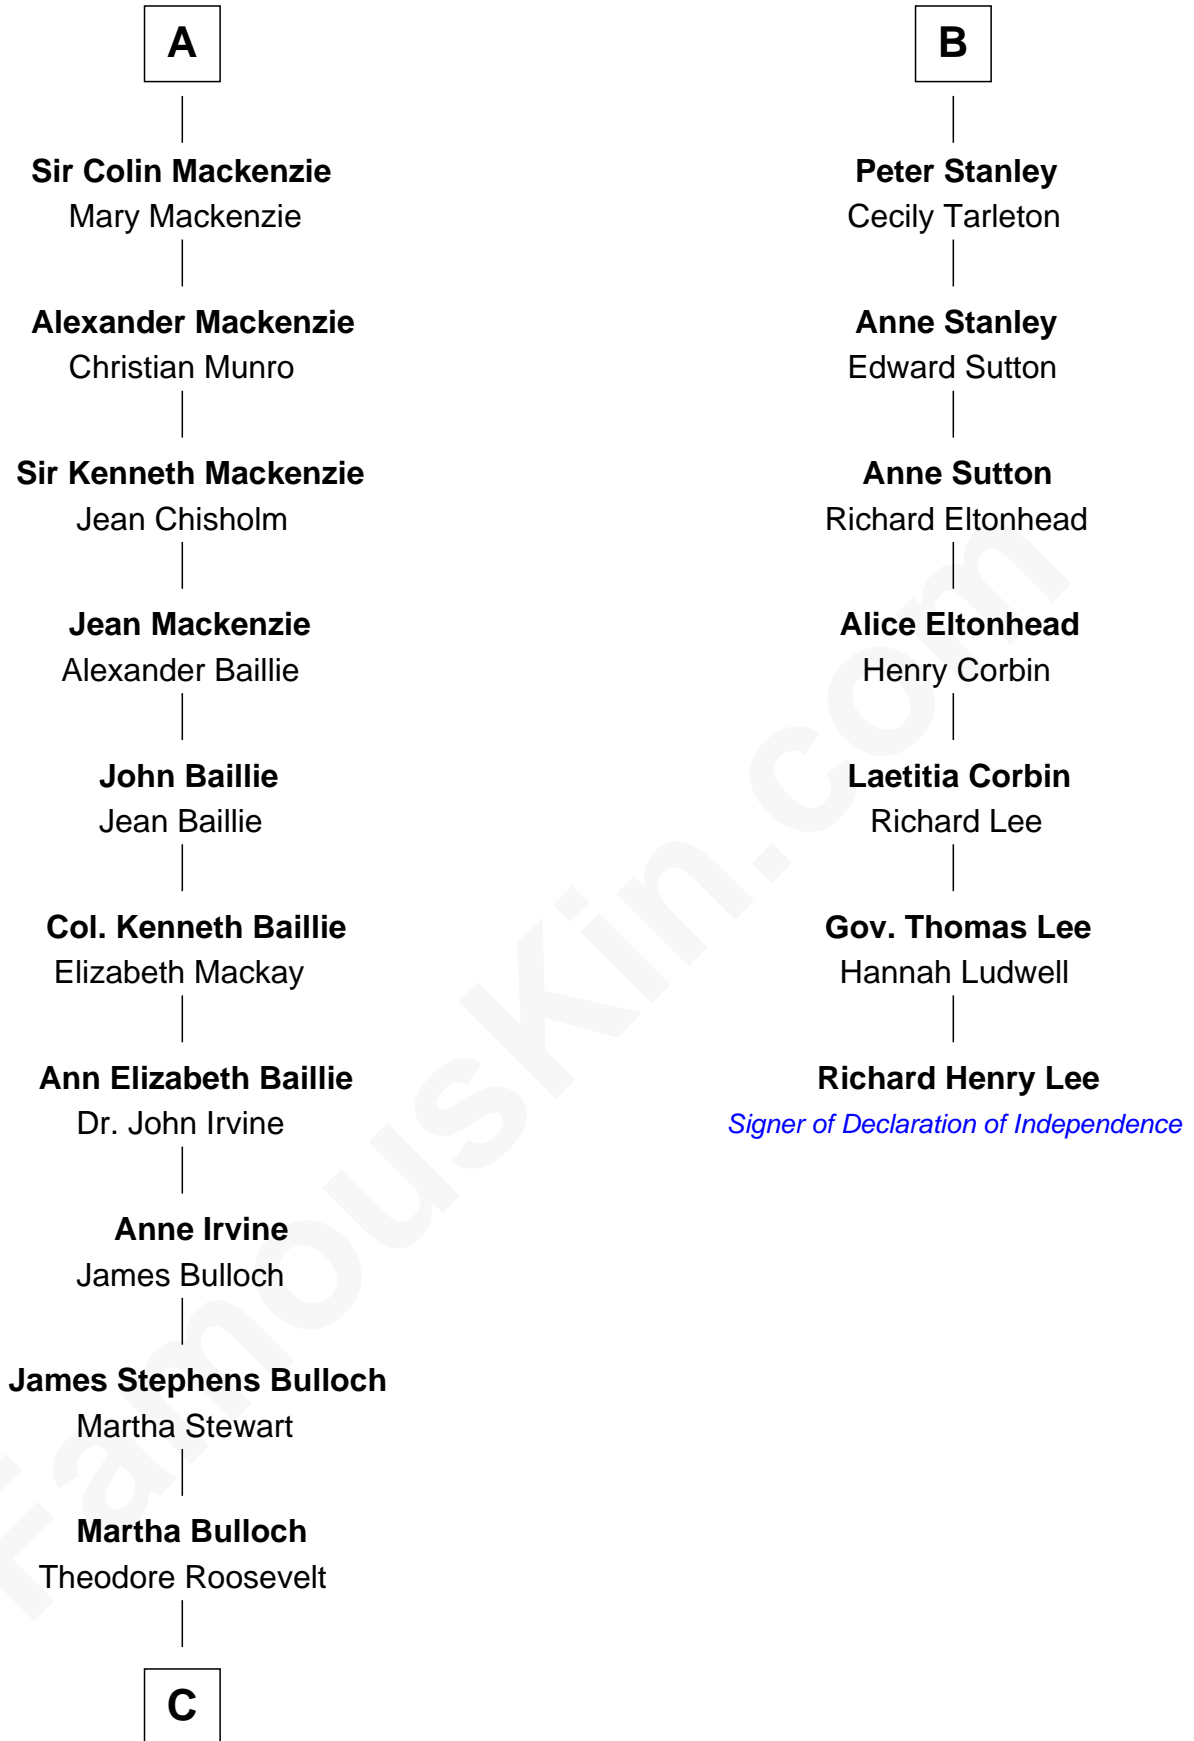 A
Sir Colin Mackenzie
Mary Mackenzie
Alexander Mackenzie
Christian Munro
Sir Kenneth Mackenzie
Jean Chisholm
Jean Mackenzie
Alexander Baillie
John Baillie
Jean Baillie
Col. Kenneth Baillie
Elizabeth Mackay
Ann Elizabeth Baillie
Dr. John Irvine
Anne Irvine
James Bulloch
James Stephens Bulloch
Martha Stewart
Martha Bulloch
Theodore Roosevelt
C
B
Peter Stanley
Cecily Tarleton
Anne Stanley
Edward Sutton
Anne Sutton
Richard Eltonhead
Alice Eltonhead
Henry Corbin
Laetitia Corbin
Richard Lee
Gov. Thomas Lee
Hannah Ludwell
Richard Henry Lee
Signer of Declaration of Independence
FamousKin.com